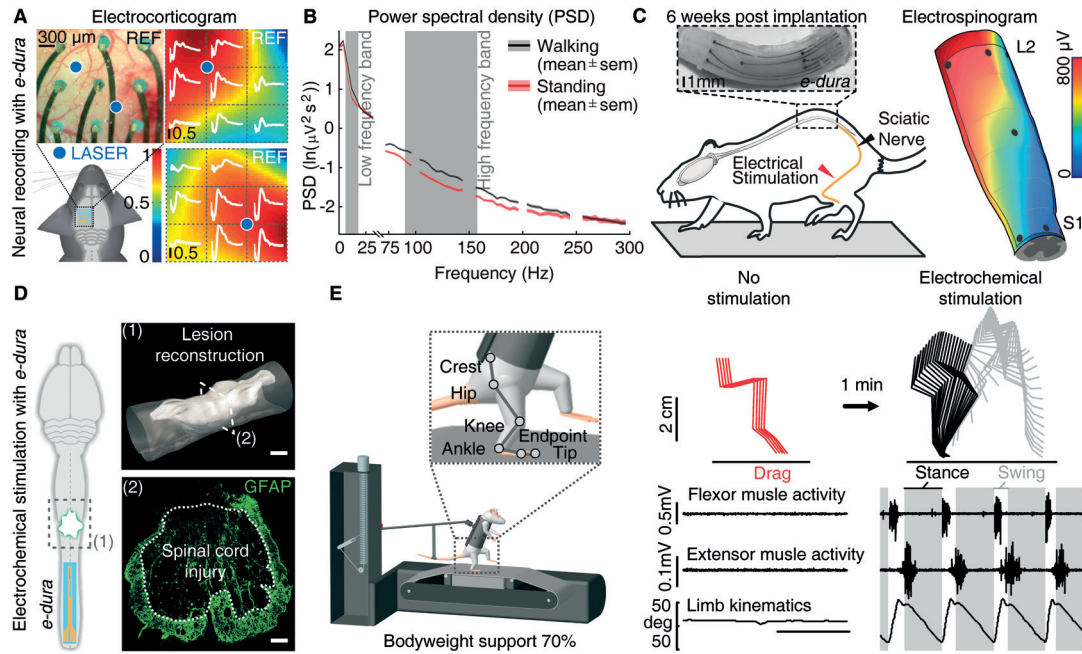 A
Electrocorticogram
Neural recording with e-dura
300 µm
REF
REF
0.5
LASER
1
0.5
0
REF
0.5
B
Power spectral density (PSD)
PSD (ln(µV² s²))
2
1
0
-1
-2
Low frequency band
High frequency band
Walking
(mean ± sem)
Standing
(mean ± sem)
0
25
75
100
200
300
Frequency (Hz)
C
6 weeks post implantation
1mm
e-dura
Sciatic
Nerve
Electrical
Stimulation
Electrospinogram
L2
S1
µV
800
0
D
Electrochemical stimulation with e-dura
e-dura
(1)
(1)
Lesion
reconstruction
(2)
(2)
GFAP
Spinal cord
injury
E
Crest
Hip
Knee
Ankle
Endpoint
Tip
Bodyweight support 70%
No
stimulation
Electrochemical
stimulation
1 min
2 cm
Drag
Stance
Swing
0.5mV
Flexor musle activity
0.1mV
Extensor musle activity
50
deg
50
Limb kinematics